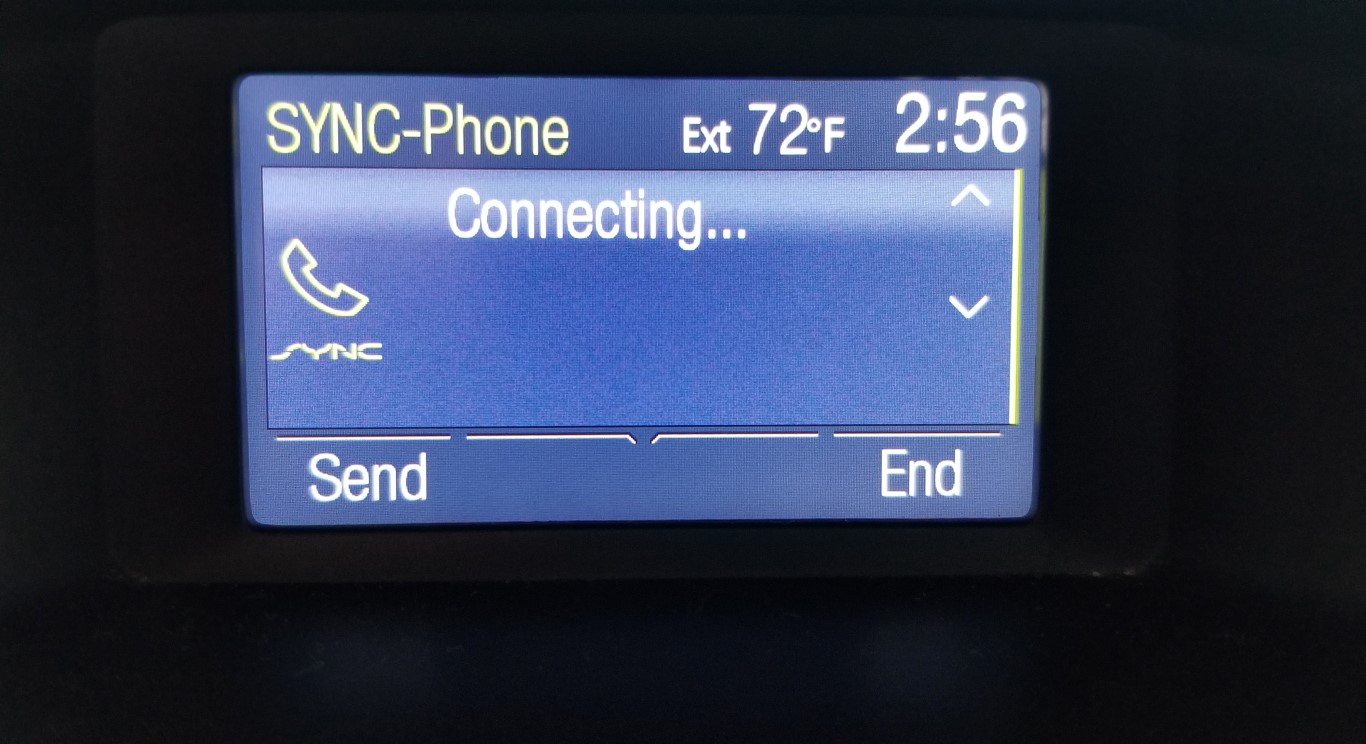 SYNC-Phone Ext 72°F 2:56
Connecting...
SYNC
Send End